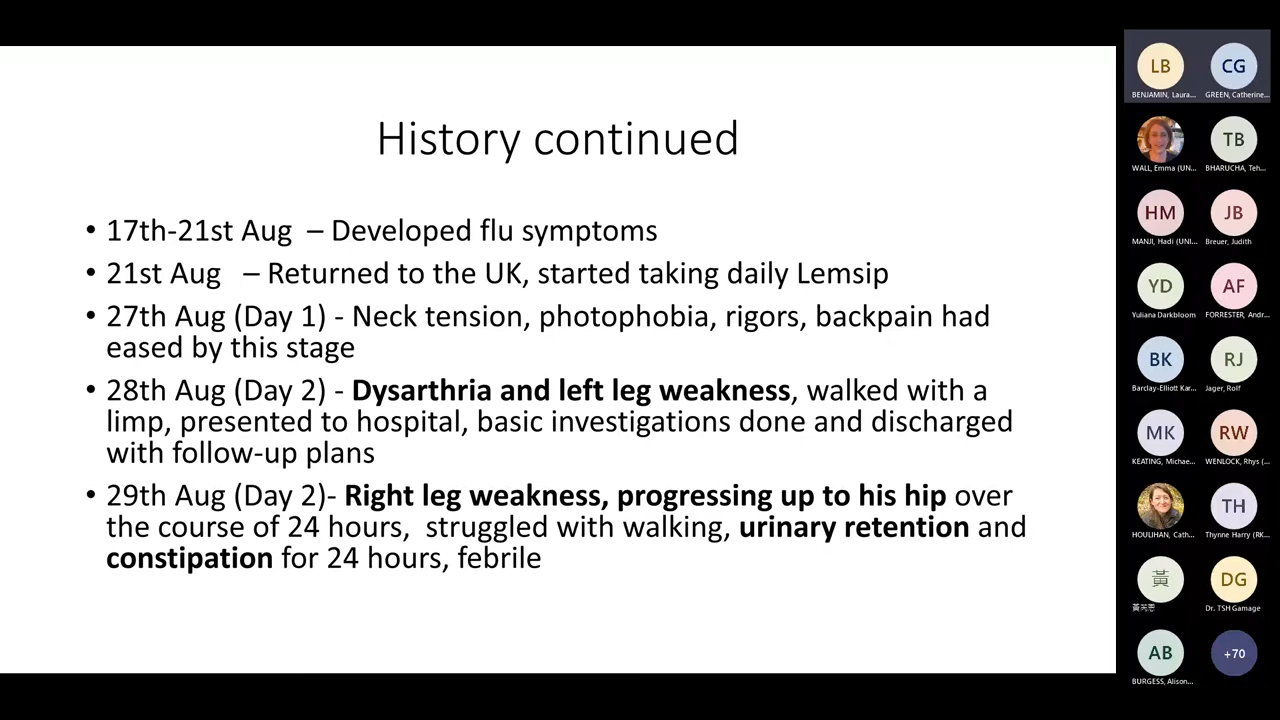 History continued
• 17th-21st Aug – Developed flu symptoms
• 21st Aug – Returned to the UK, started taking daily Lemsip
• 27th Aug (Day 1) - Neck tension, photophobia, rigors, backpain had
eased by this stage
• 28th Aug (Day 2) - Dysarthria and left leg weakness, walked with a
limp, presented to hospital, basic investigations done and discharged
with follow-up plans
• 29th Aug (Day 2)- Right leg weakness, progressing up to his hip over
the course of 24 hours, struggled with walking, urinary retention and
constipation for 24 hours, febrile
LB CG
BENJAMIN, Laura... GREEN, Catherine...
TB
WALL, Emma (UN... BHARUCHA, Teh...
HM JB
MANJI, Hadi (UNI... Breuer, Judith
YD AF
Yuliana Darkbloom FORRESTER, Andr...
BK RJ
Barclay-Elliott Kar... Jager, Rolf
MK RW
KEATING, Michae... WENLOCK, Rhys (...
TH
HOULIHAN, Cath... Thynne Harry (RK...
黃 DG
Dr. TSH Gamage
AB +70
BURGESS, Alison...